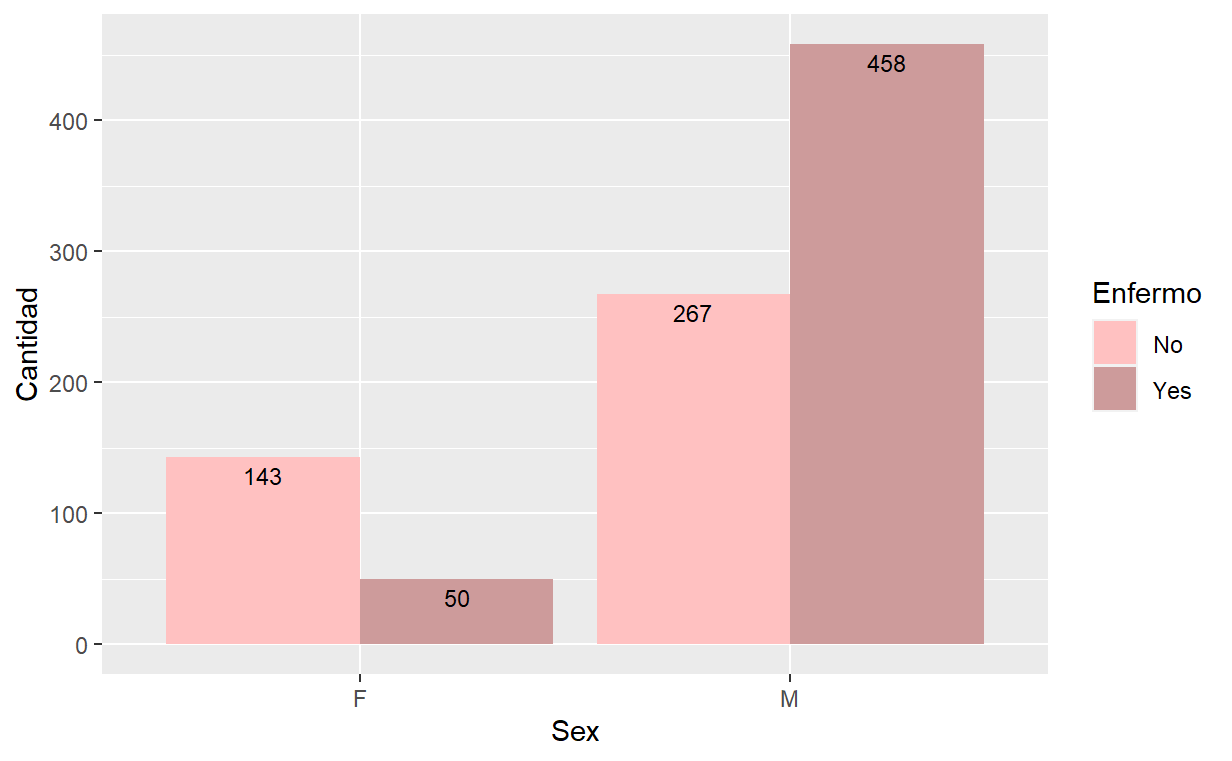 458
400
300
267
Enfermo
No
Yes
Cantidad
200
143
100
50
0
F
M
Sex